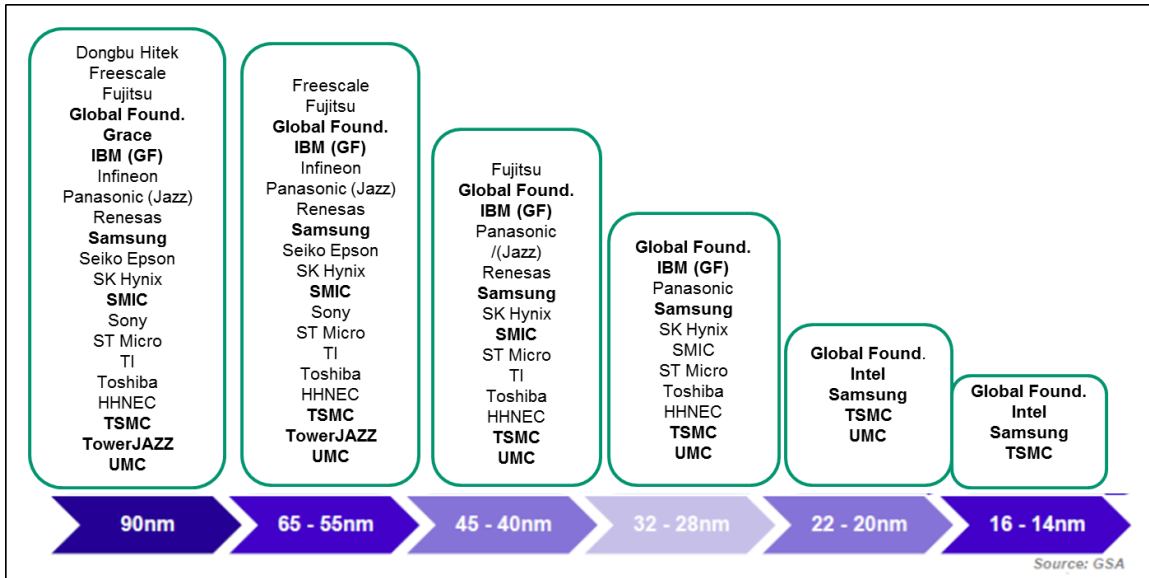 Dongbu Hitek
Freescale
Fujitsu
Global Found.
Grace
IBM (GF)
Infineon
Panasonic (Jazz)
Renesas
Samsung
Seiko Epson
SK Hynix
SMIC
Sony
ST Micro
TI
Toshiba
HHNEC
TSMC
TowerJAZZ
UMC
Freescale
Fujitsu
Global Found.
IBM (GF)
Infineon
Panasonic (Jazz)
Renesas
Samsung
Seiko Epson
SK Hynix
SMIC
Sony
ST Micro
TI
Toshiba
HHNEC
TSMC
TowerJAZZ
UMC
Fujitsu
Global Found.
IBM (GF)
Panasonic
/(Jazz)
Renesas
Samsung
SK Hynix
SMIC
ST Micro
TI
Toshiba
HHNEC
TSMC
UMC
Global Found.
IBM (GF)
Panasonic
Samsung
SK Hynix
SMIC
ST Micro
Toshiba
HHNEC
TSMC
UMC
Global Found.
Intel
Samsung
TSMC
UMC
Global Found.
Intel
Samsung
TSMC
90nm
65 - 55nm
45 - 40nm
32 - 28nm
22 - 20nm
16 - 14nm
Source: GSA